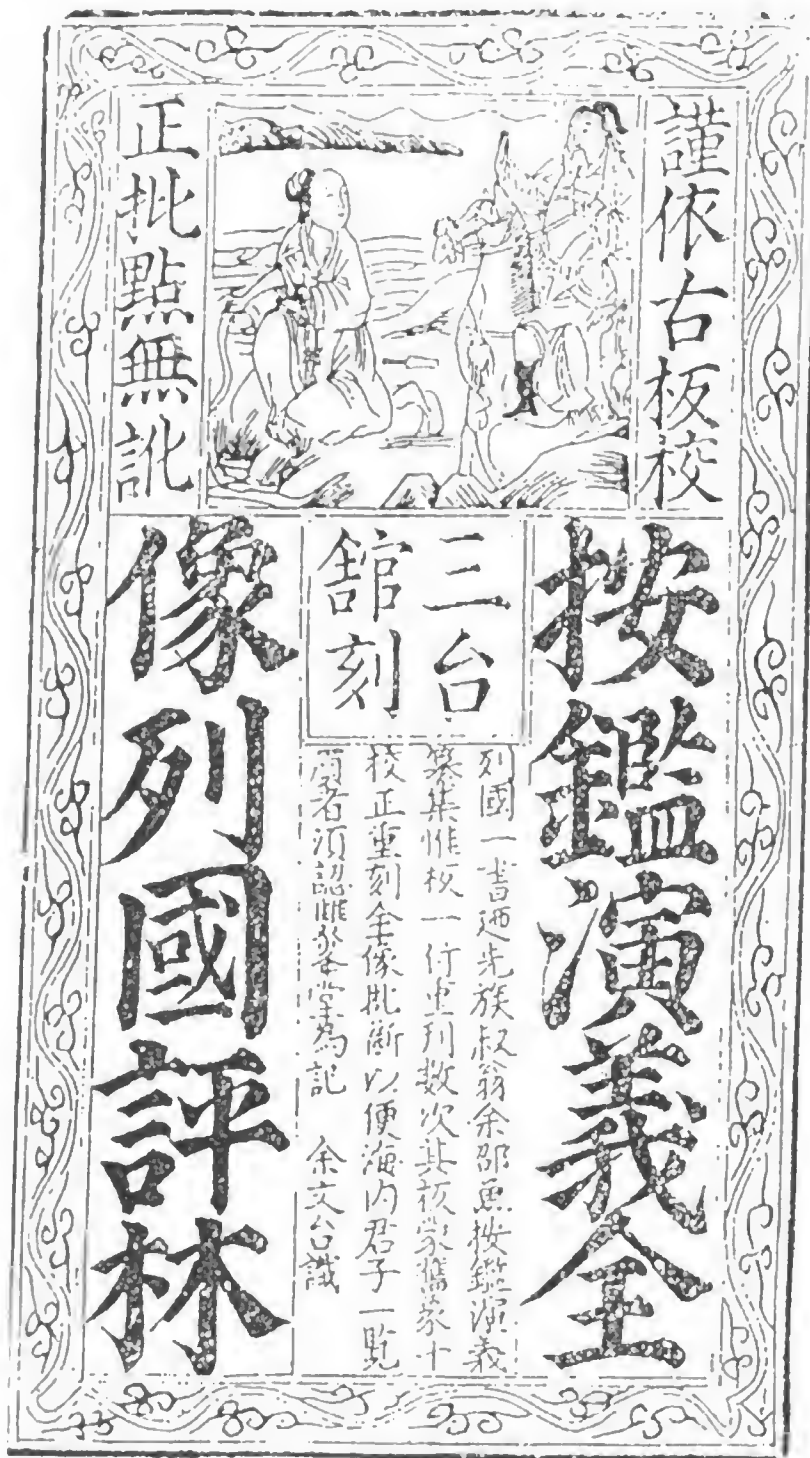 謹依古板校
正批點無訛
按鑑演義全
像列國評林
三台
舘刻
列國一書廼先族叔翁余邵魚按鑑演義
纂集惟板一付重刊數次其板蒙舊象斗
校正重刻全像批斷以便海內君子一覽
買者須認雙峯堂為記　余文台識